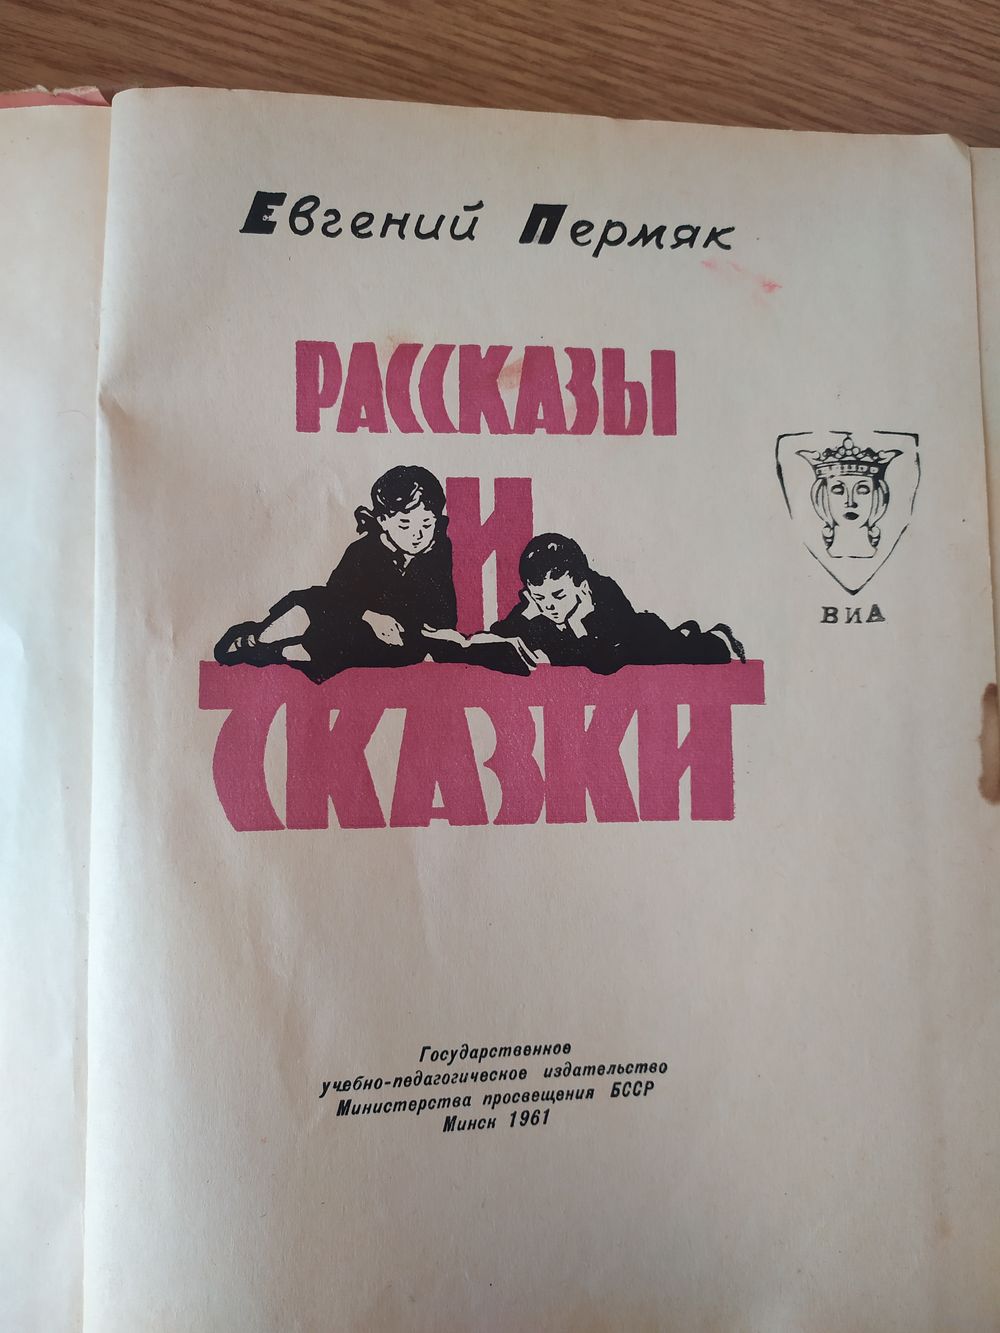 Евгений Пермяк
РАССКАЗЫ
И
СКАЗКИ
ВИА
Государственное
учебно-педагогическое издательство
Министерства просвещения БССР
Минск 1961